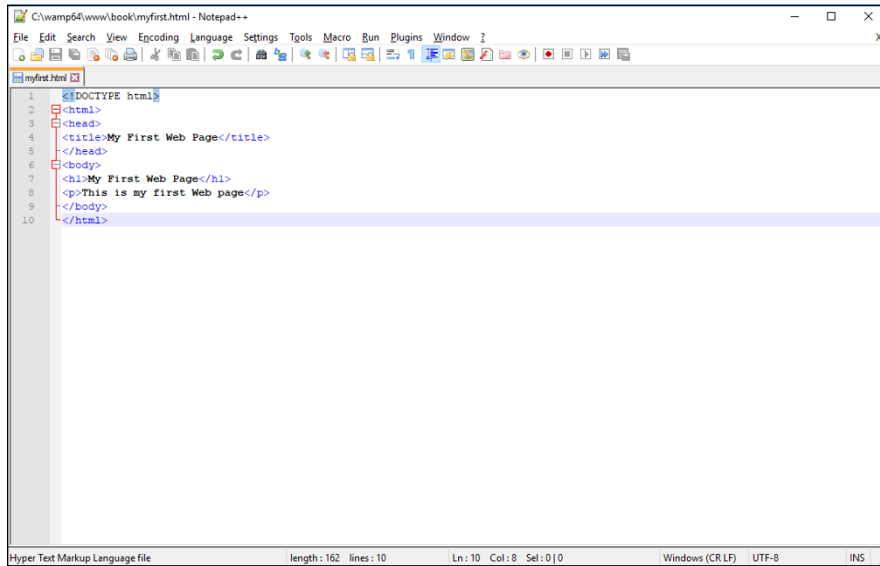 C:\wamp64\www\book\myfirst.html - Notepad++
File Edit Search View Encoding Language Settings Tools Macro Run Plugins Window ? X
myfirst.html
1 <!DOCTYPE html>
2 <html>
3 <head>
4 <title>My First Web Page</title>
5 </head>
6 <body>
7 <h1>My First Web Page</h1>
8 <p>This is my first Web page</p>
9 </body>
10 </html>
Hyper Text Markup Language file length : 162 lines : 10 Ln : 10 Col : 8 Sel : 0 | 0 Windows (CR LF) UTF-8 INS